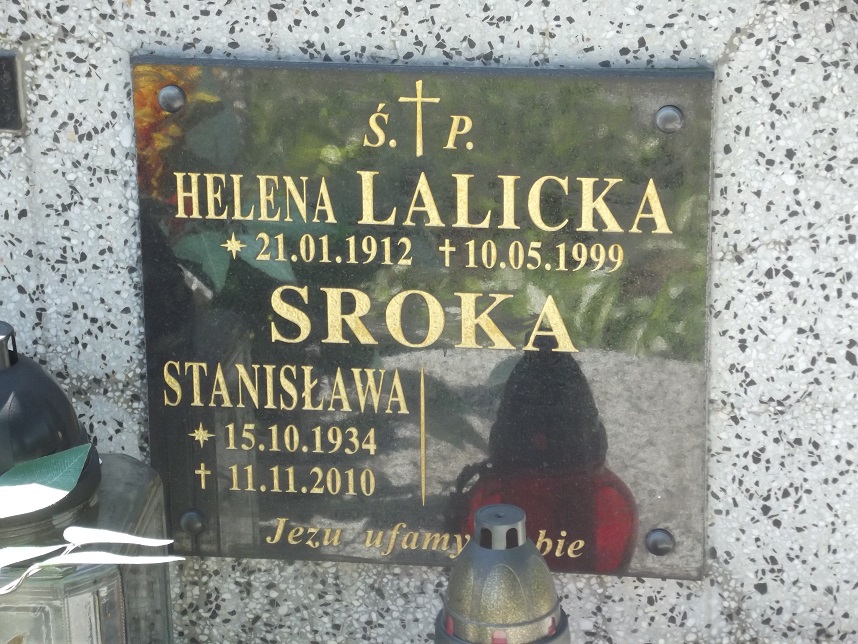 Ś. P.
HELENA LALICKA
21.01.1912 10.05.1999
SROKA
STANISŁAWA
15.10.1934
11.11.2010
Jezu ufamy